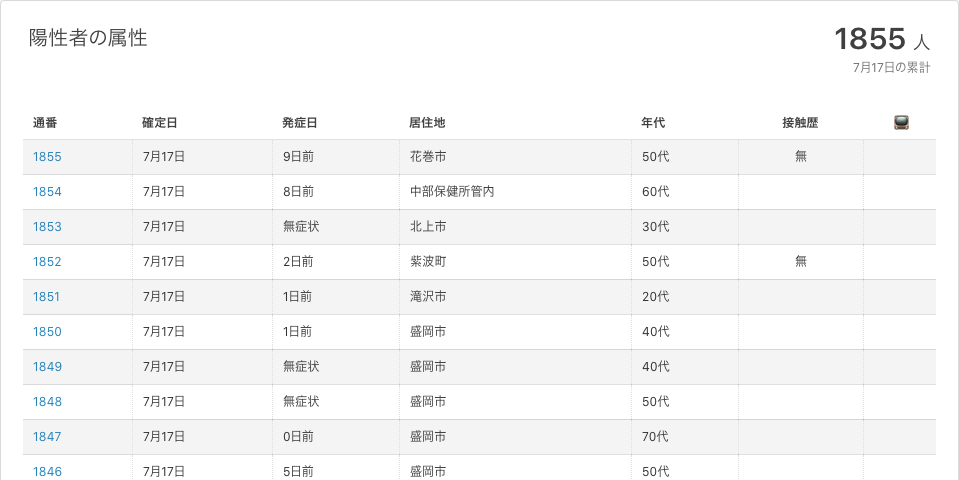 陽性者の属性
1855 人
7月17日の累計
通番 確定日 発症日 居住地 年代 接触歴
1855 7月17日 9日前 花巻市 50代 無
1854 7月17日 8日前 中部保健所管内 60代
1853 7月17日 無症状 北上市 30代
1852 7月17日 2日前 紫波町 50代 無
1851 7月17日 1日前 滝沢市 20代
1850 7月17日 1日前 盛岡市 40代
1849 7月17日 無症状 盛岡市 40代
1848 7月17日 無症状 盛岡市 50代
1847 7月17日 0日前 盛岡市 70代
1846 7月17日 5日前 盛岡市 50代